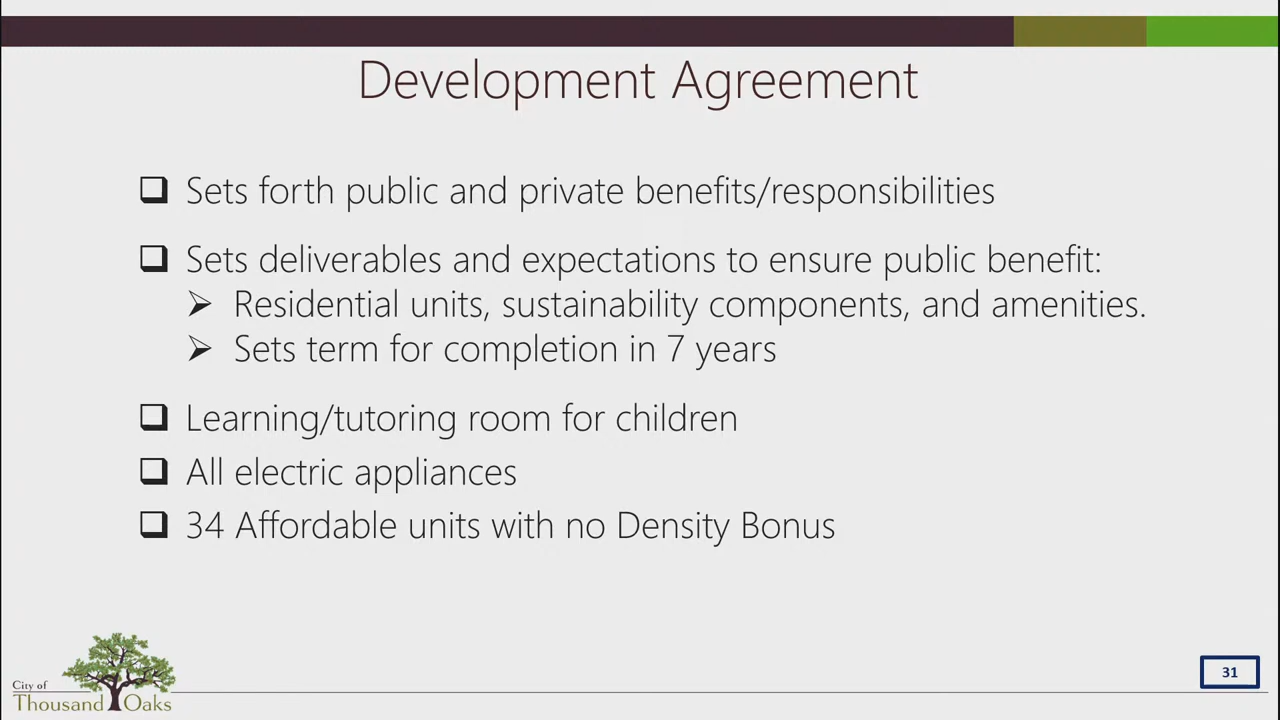 Development Agreement
Sets forth public and private benefits/responsibilities
Sets deliverables and expectations to ensure public benefit:
Residential units, sustainability components, and amenities.
Sets term for completion in 7 years
Learning/tutoring room for children
All electric appliances
34 Affordable units with no Density Bonus
City of
Thousand Oaks
31